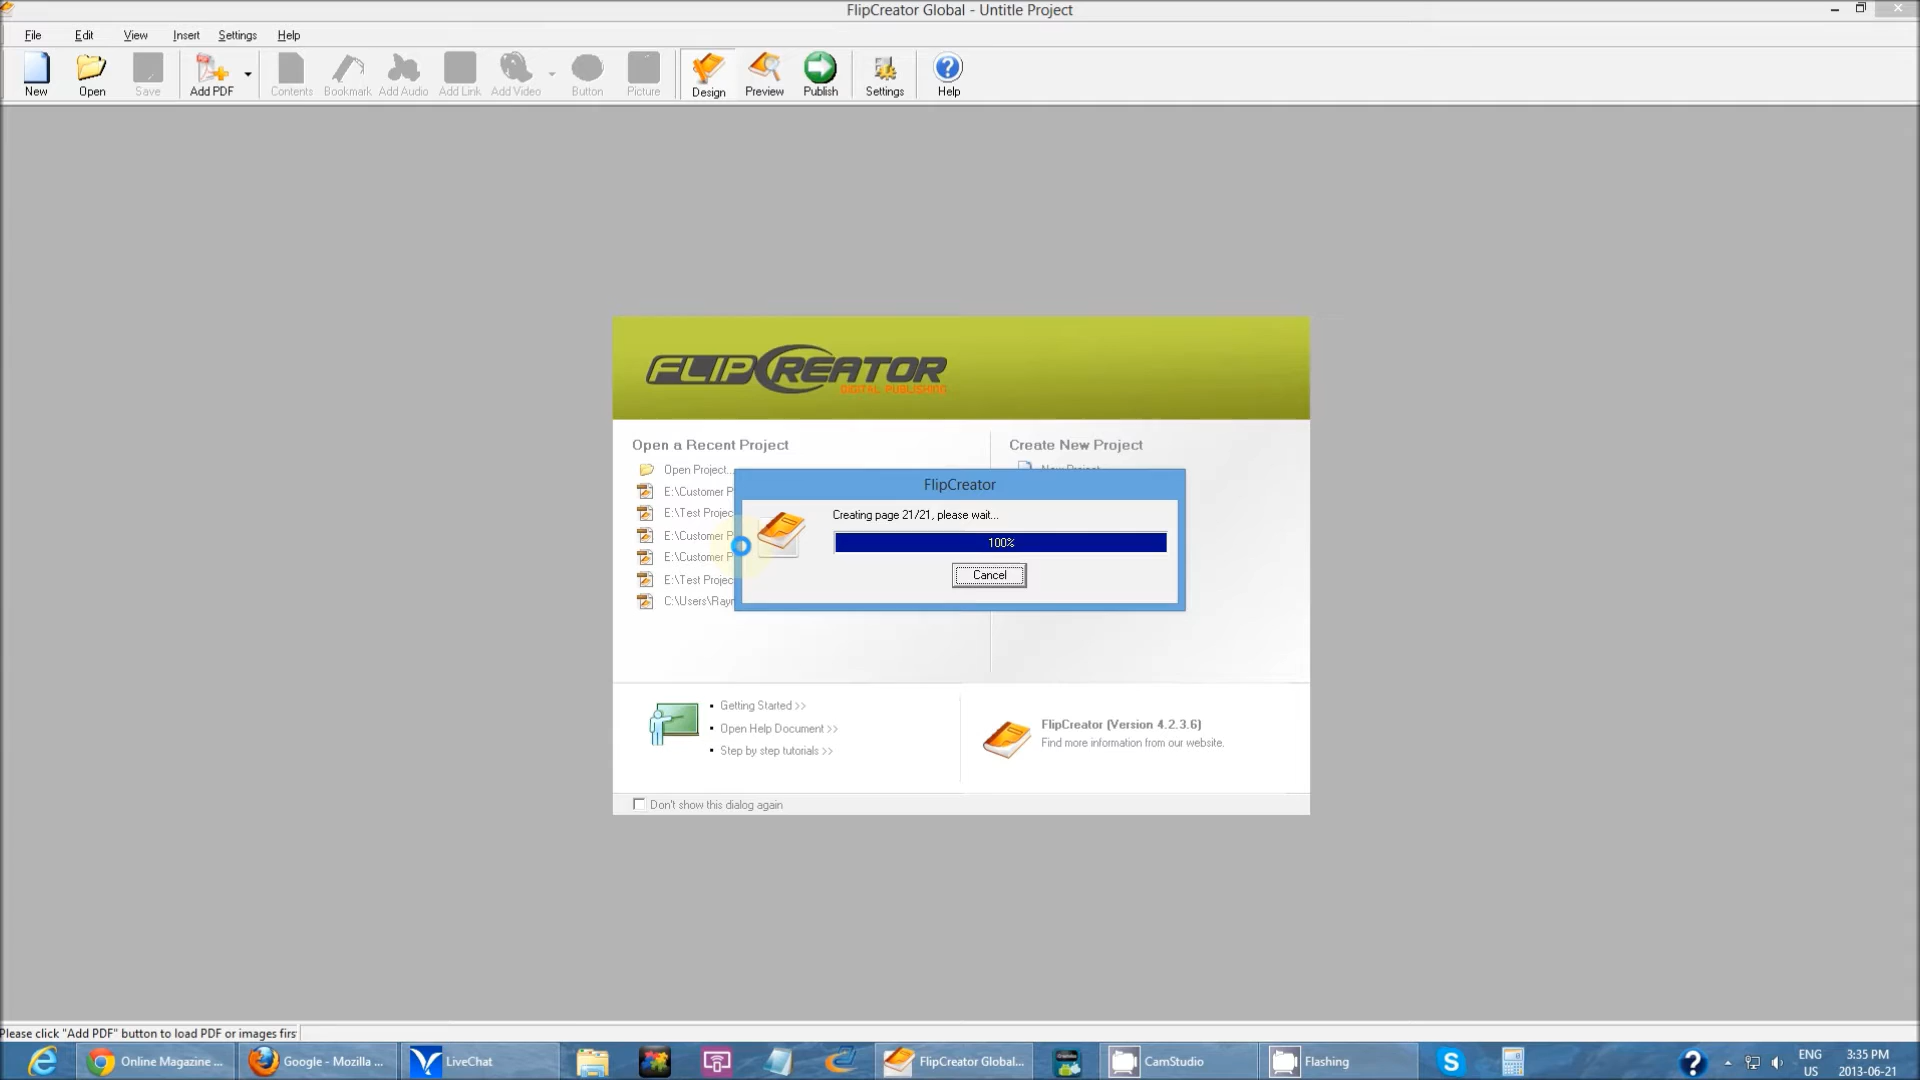 FlipCreator Global - Untitle Project
File Edit View Insert Settings Help
New Open Save Add PDF Contents Bookmark Add Audio Add Link Add Video Button Picture Design Preview Publish Settings Help
FLIPCREATOR
DIGITAL PUBLISHING
Open a Recent Project
Create New Project
Open Project...
New Project
E:\Customer P
E:\Test Projec
E:\Customer P
E:\Customer P
E:\Test Projec
C:\Users\Rayn
FlipCreator
Creating page 21/21, please wait...
100%
Cancel
Getting Started >>
Open Help Document >>
Step by step tutorials >>
FlipCreator (Version 4.2.3.6)
Find more information from our website.
Don't show this dialog again
Please click "Add PDF" button to load PDF or images firs
Online Magazine ... Google - Mozilla ... LiveChat FlipCreator Global... CamStudio Flashing
ENG
US
3:35 PM
2013-06-21